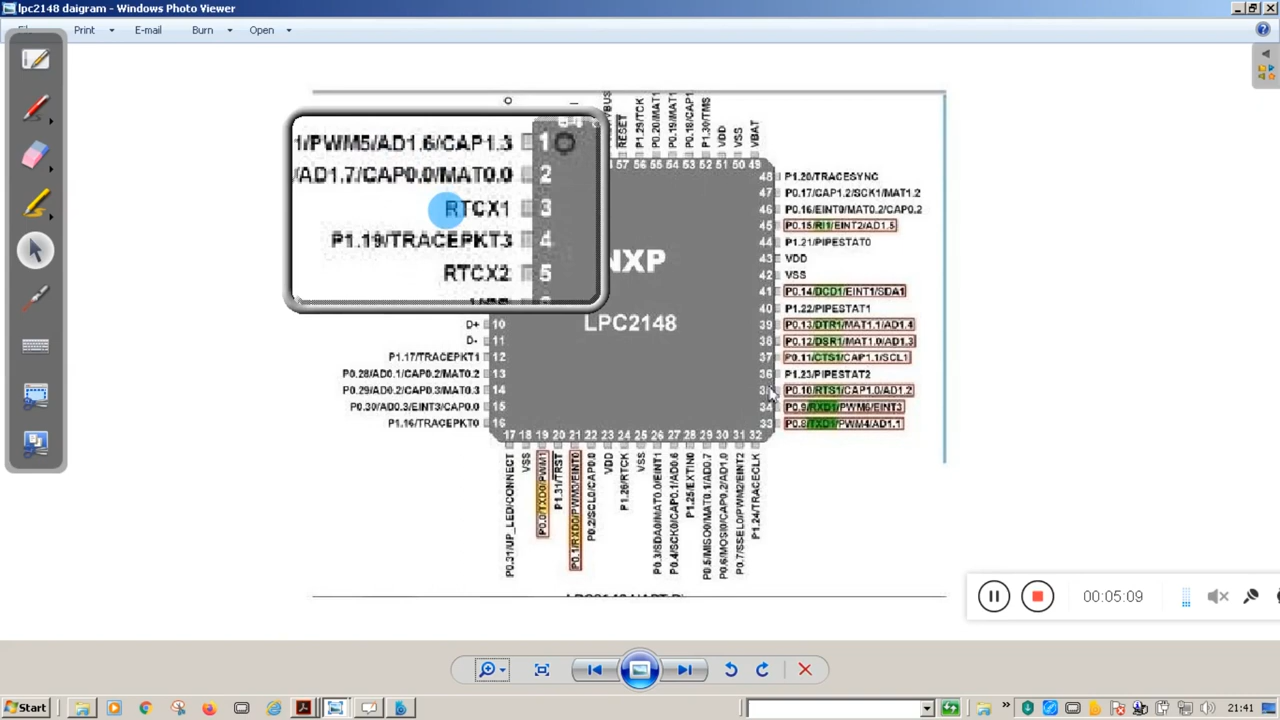 lpc2148 daigram - Windows Photo Viewer
Print
E-mail
Burn
Open
1/PWM5/AD1.6/CAP1.3 1
/AD1.7/CAP0.0/MAT0.0 2
RTCX1 3
P1.19/TRACEPKT3 4
RTCX2 5
D+ 10
D- 11
P1.17/TRACEPKT1 12
P0.28/AD0.1/CAP0.2/MAT0.2 13
P0.29/AD0.2/CAP0.3/MAT0.3 14
P0.30/AD0.3/EINT3/CAP0.0 15
P1.16/TRACEPKT0 16
RESET
P1.29/TCK
P0.20/MAT1
P0.19/MAT1
P0.18/CAP1
P1.30/TMS
VDD
VSS
VBAT
57 56 55 54 53 52 51 50 49
NXP
LPC2148
48 P1.20/TRACESYNC
47 P0.17/CAP1.2/SCK1/MAT1.2
46 P0.16/EINT0/MAT0.2/CAP0.2
45 P0.15/RI1/EINT2/AD1.5
44 P1.21/PIPESTAT0
43 VDD
42 VSS
41 P0.14/DCD1/EINT1/SDA1
40 P1.22/PIPESTAT1
39 P0.13/DTR1/MAT1.1/AD1.4
38 P0.12/DSR1/MAT1.0/AD1.3
37 P0.11/CTS1/CAP1.1/SCL1
36 P1.23/PIPESTAT2
P0.10/RTS1/CAP1.0/AD1.2
34 P0.9/RXD1/PWM6/EINT3
33 P0.8/TXD1/PWM4/AD1.1
17 18 19 20 21 22 23 24 25 26 27 28 29 30 31 32
P0.31/UP_LED/CONNECT
VSS
P0.0/TXD0/PWM1
P1.31/TRST
P0.1/RXD0/PWM3/EINT0
P0.2/SCL0/CAP0.0
VDD
P1.26/RTCK
VSS
P0.3/SDA0/MAT0.0/EINT1
P0.4/SCK0/CAP0.1/AD0.6
P1.25/EXTIN0
P0.5/MISO0/MAT0.1/AD0.7
P0.6/MOSI0/CAP0.2/AD1.0
P0.7/SSEL0/PWM2/EINT2
P1.24/TRACECLK
00:05:09
Start
21:41